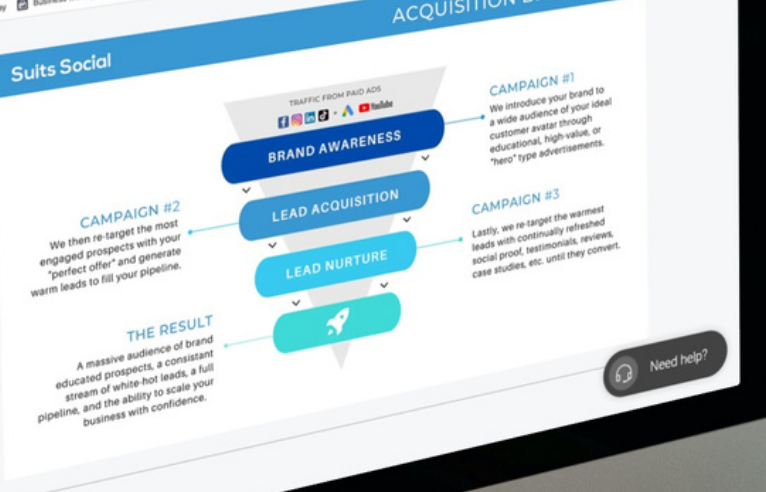 Suits Social
ACQUISITION
TRAFFIC FROM PAID ADS
YouTube
BRAND AWARENESS
LEAD ACQUISITION
LEAD NURTURE
CAMPAIGN #1
We introduce your brand to
a wide audience of your ideal
customer avatar through
educational, high-value, or
"hero" type advertisements.
CAMPAIGN #2
We then re-target the most
engaged prospects with your
"perfect offer" and generate
warm leads to fill your pipeline.
CAMPAIGN #3
Lastly, we re-target the warmest
leads with continually refreshed
social proof, testimonials, reviews,
case studies, etc. until they convert.
THE RESULT
A massive audience of brand
educated prospects, a consistant
stream of white-hot leads, a full
pipeline, and the ability to scale your
business with confidence.
Need help?